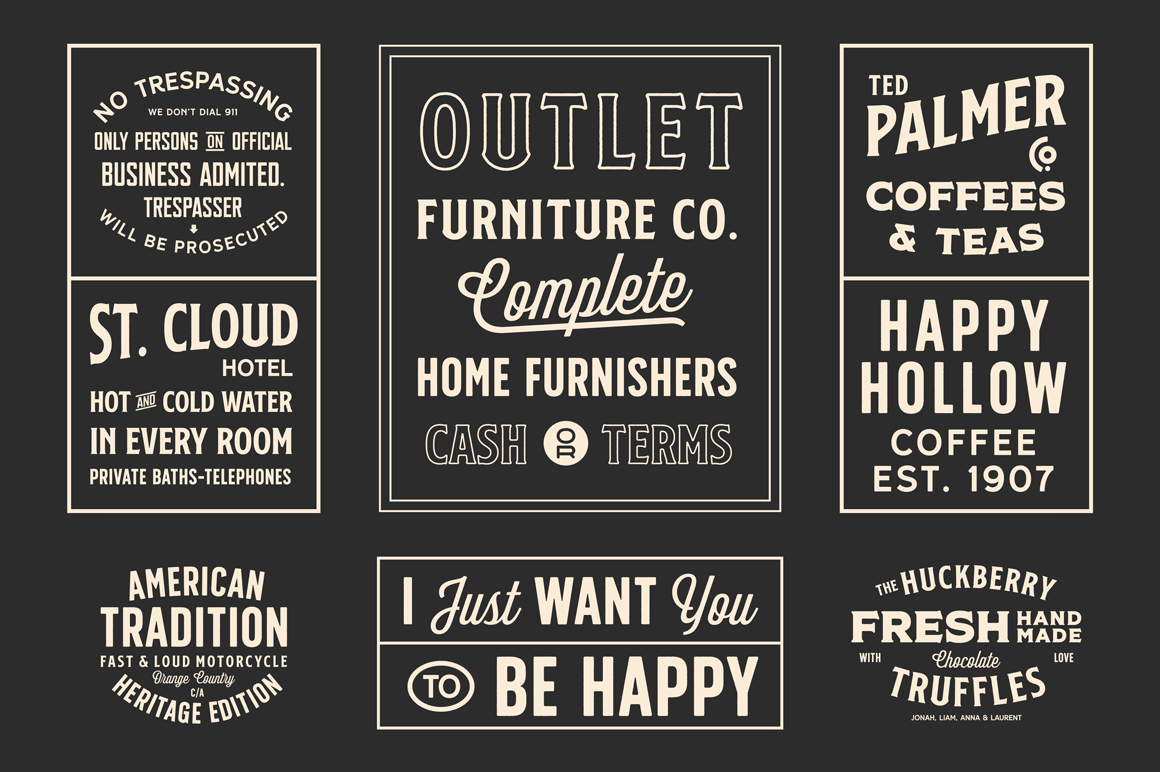 NO TRESPASSING
WE DON'T DIAL 911
ONLY PERSONS ON OFFICIAL
BUSINESS ADMITED.
TRESPASSER
WILL BE PROSECUTED
ST. CLOUD
HOTEL
HOT AND COLD WATER
IN EVERY ROOM
PRIVATE BATHS-TELEPHONES
OUTLET
FURNITURE CO.
Complete
HOME FURNISHERS
CASH OR TERMS
TED
PALMER
CO
COFFEES
& TEAS
HAPPY
HOLLOW
COFFEE
EST. 1907
AMERICAN
TRADITION
FAST & LOUD MOTORCYCLE
Orange Country
C/A
HERITAGE EDITION
I Just WANT You
TO BE HAPPY
THE HUCKBERRY
FRESH HAND MADE
WITH Chocolate LOVE
TRUFFLES
JONAH, LIAM, ANNA & LAURENT